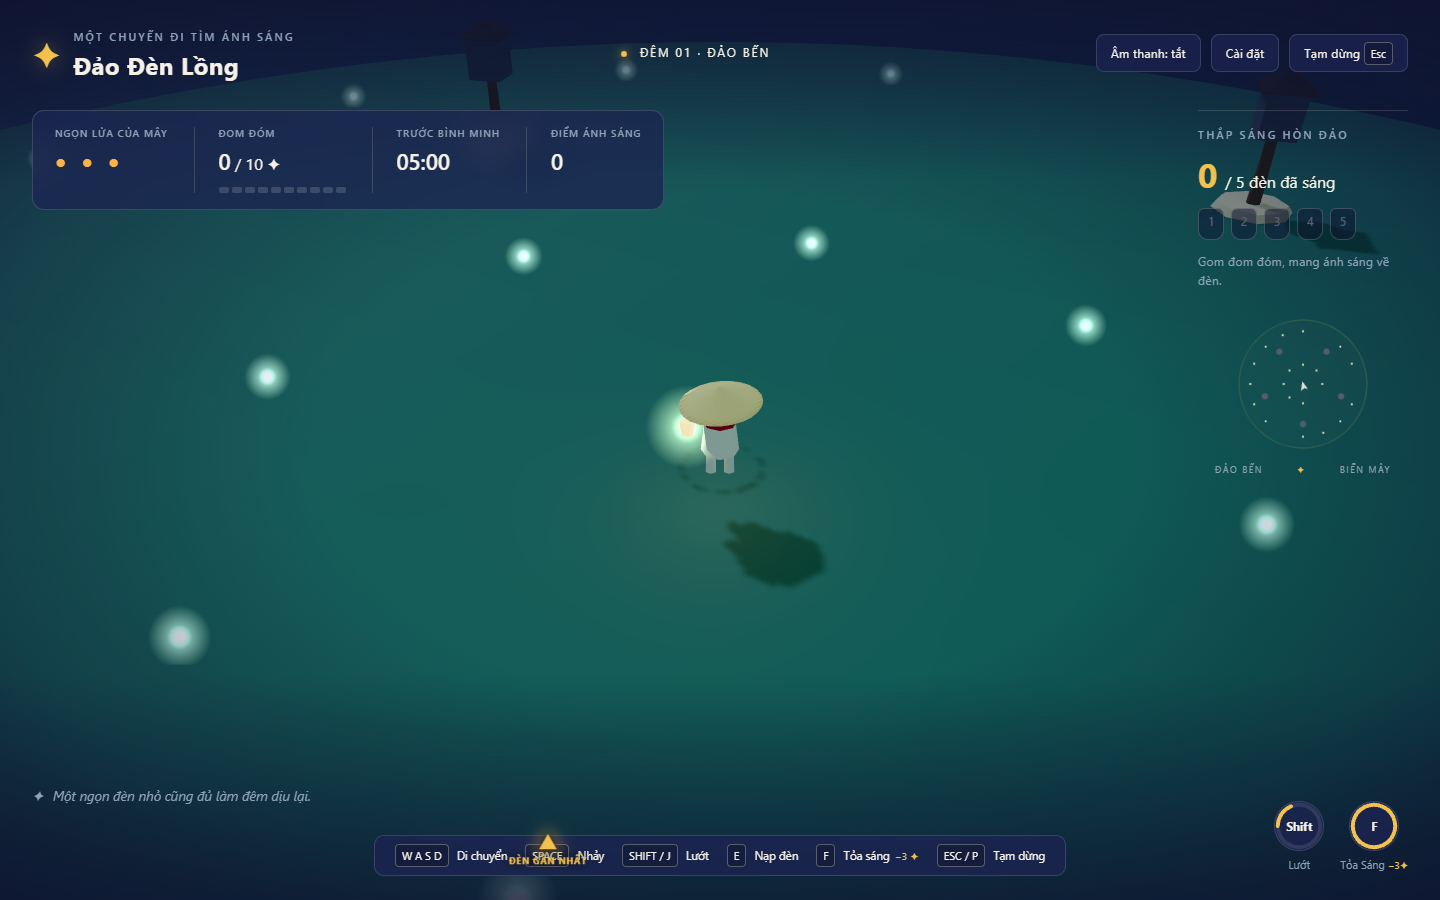 MỘT CHUYẾN ĐI TÌM ÁNH SÁNG
Đảo Đèn Lồng
ĐÊM 01 · ĐẢO BẾN
Âm thanh: tắt
Cài đặt
Tạm dừng Esc
NGỌN LỬA CỦA MÂY
ĐOM ĐÓM
0 / 10 ✦
TRƯỚC BÌNH MINH
05:00
ĐIỂM ÁNH SÁNG
0
THẮP SÁNG HÒN ĐẢO
0 / 5 đèn đã sáng
1 2 3 4 5
Gom đom đóm, mang ánh sáng về
đèn.
ĐẢO BẾN ✦ BIỂN MÂY
✦ Một ngọn đèn nhỏ cũng đủ làm đêm dịu lại.
W A S D Di chuyển SPACE Nhảy SHIFT / J Lướt E Nạp đèn F Tỏa sáng −3 ✦ ESC / P Tạm dừng
ĐÈN GẦN NHẤT
Shift
Lướt
F
Tỏa Sáng −3✦